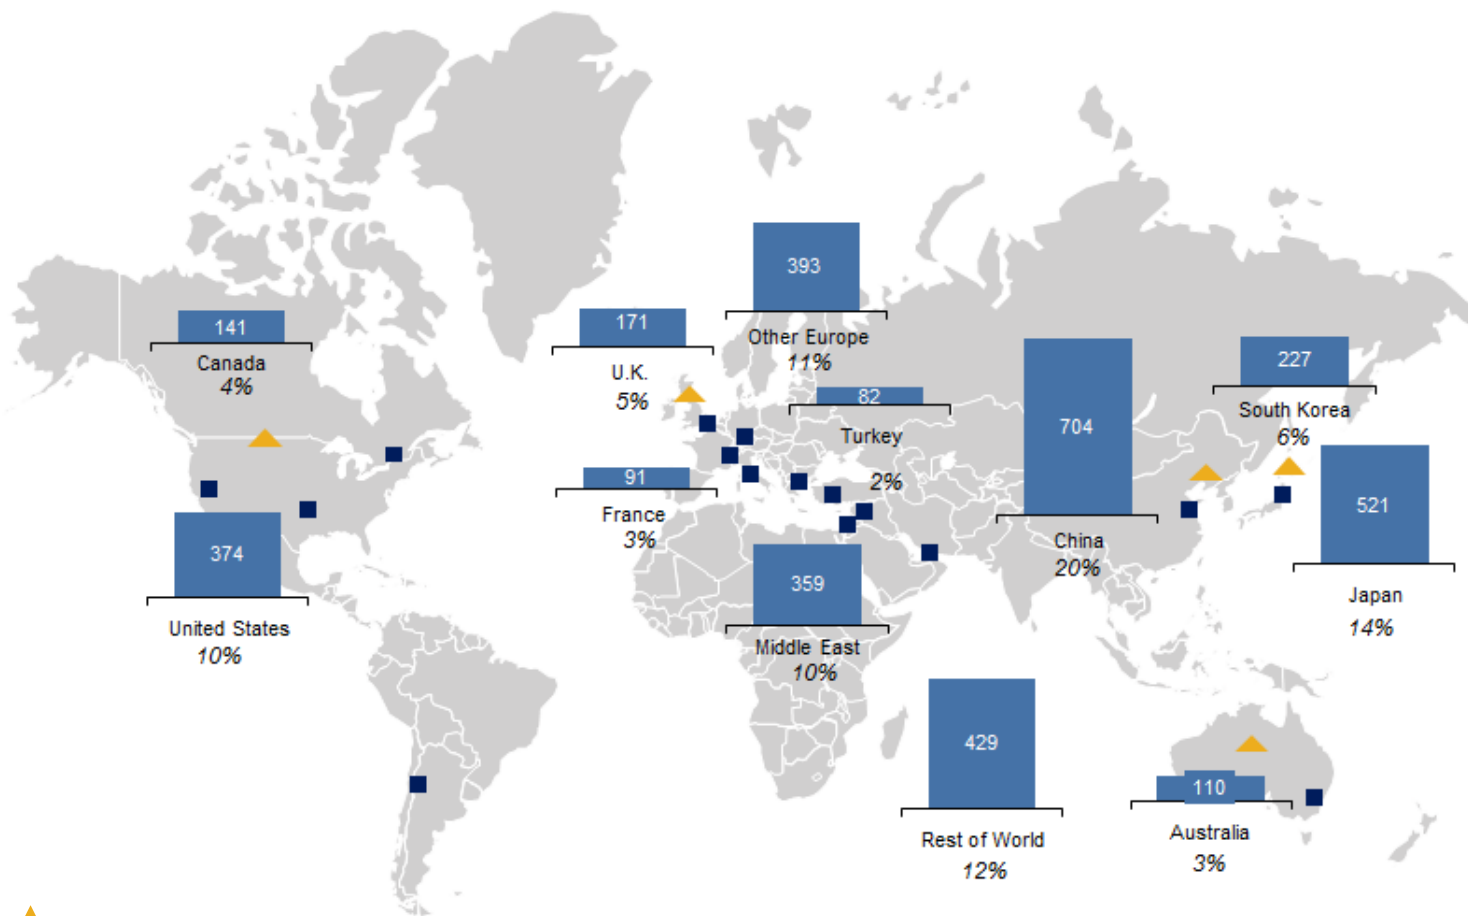 393
Other Europe
11%
141
Canada
4%
171
U.K.
5%
82
Turkey
2%
704
China
20%
227
South Korea
6%
521
Japan
14%
91
France
3%
374
United States
10%
359
Middle East
10%
429
Rest of World
12%
110
Australia
3%